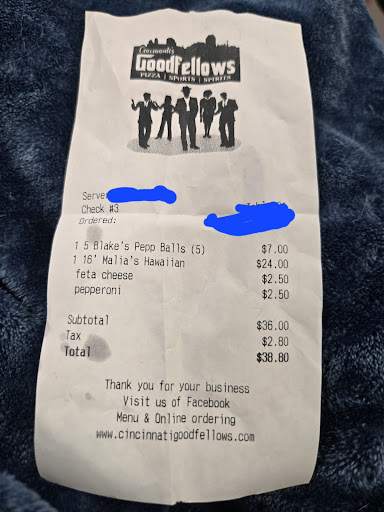 Cincinnati's
Goodfellows
PIZZA | SPORTS | SPIRITS
Serve
Check #3
Ordered:
1 5 Blake's Pepp Balls (5) $7.00
1 16' Malia's Hawaiian $24.00
feta cheese $2.50
pepperoni $2.50
Subtotal $36.00
Tax $2.80
Total $38.80
Thank you for your business
Visit us of Facebook
Menu & Online ordering
www.cincinnatigoodfellows.com